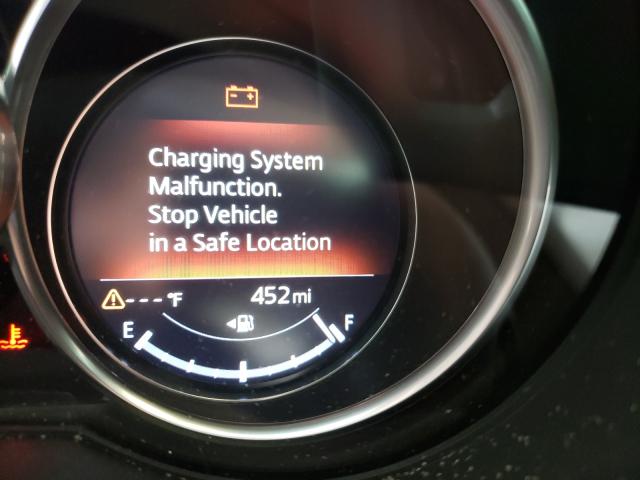 Charging System
Malfunction.
Stop Vehicle
in a Safe Location
---°F 452mi
E F